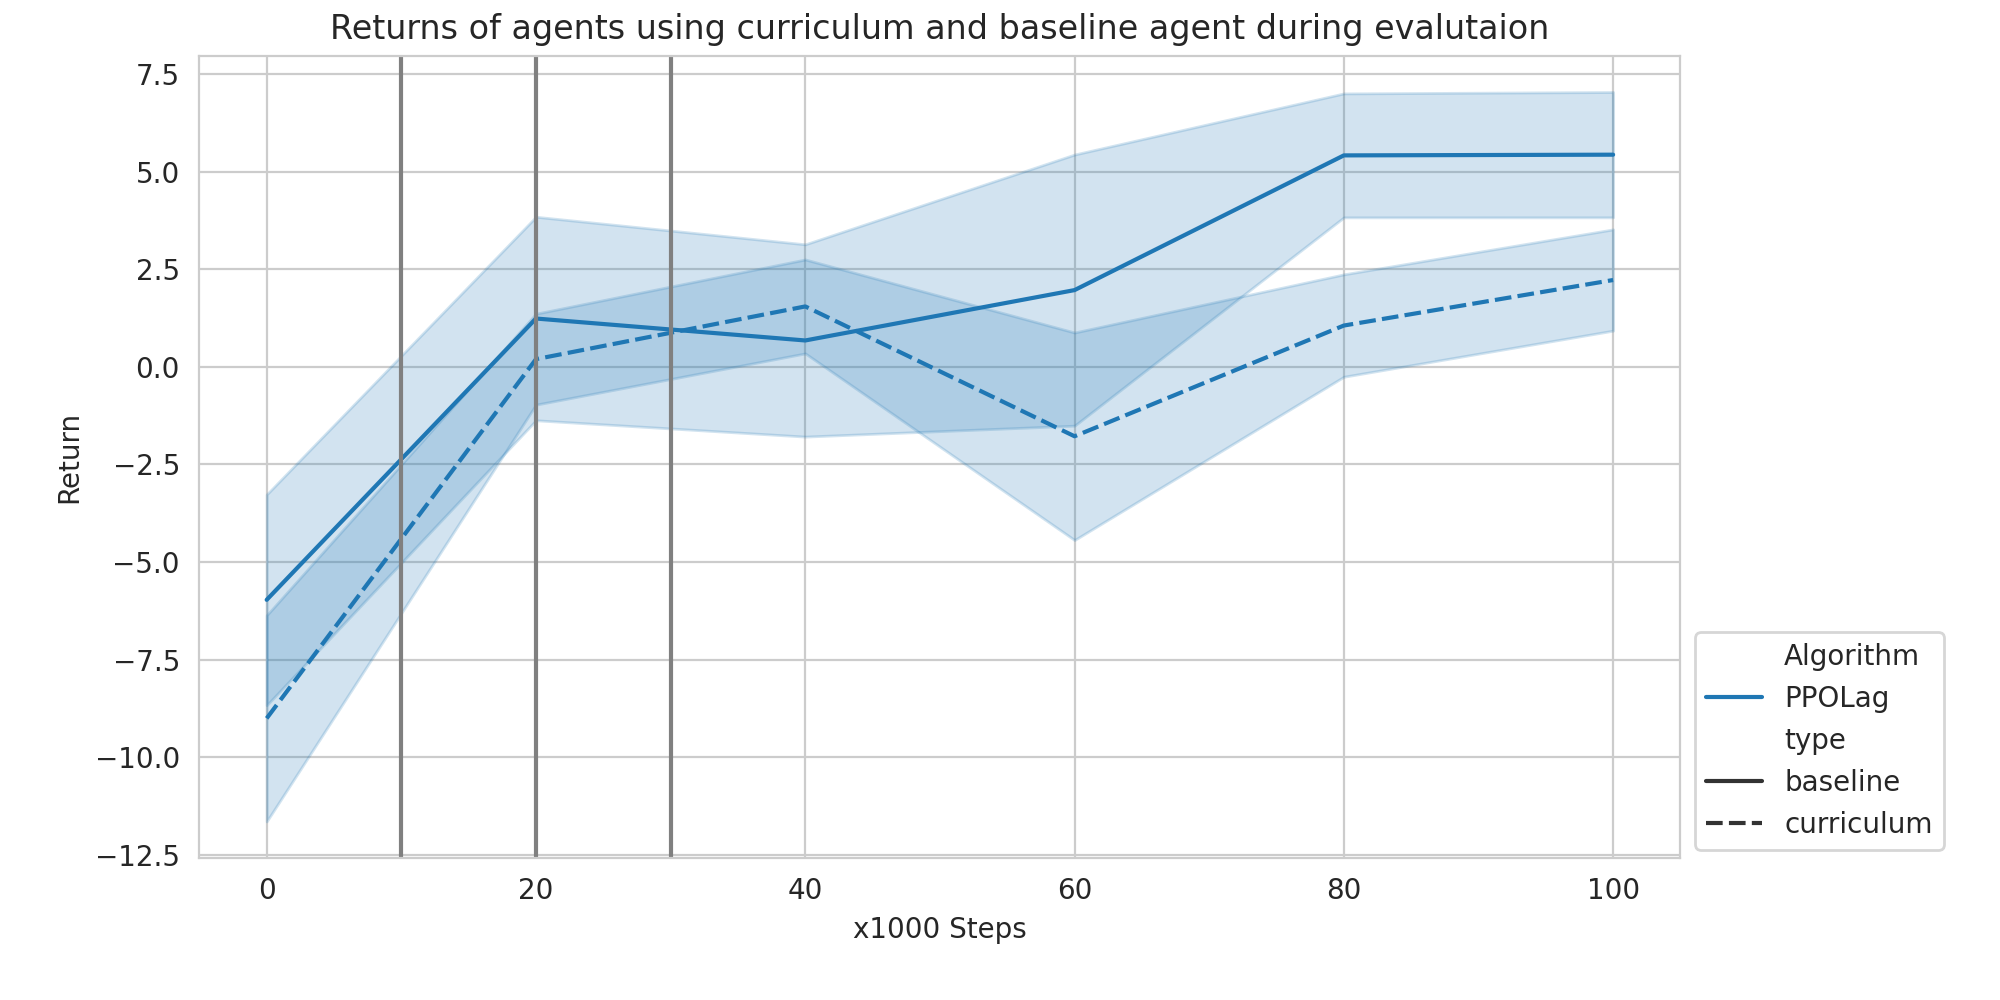 Returns of agents using curriculum and baseline agent during evalutaion
7.5
5.0
2.5
0.0
−2.5
−5.0
−7.5
−10.0
−12.5
Return
0 20 40 60 80 100
x1000 Steps
Algorithm
PPOLag
type
baseline
curriculum